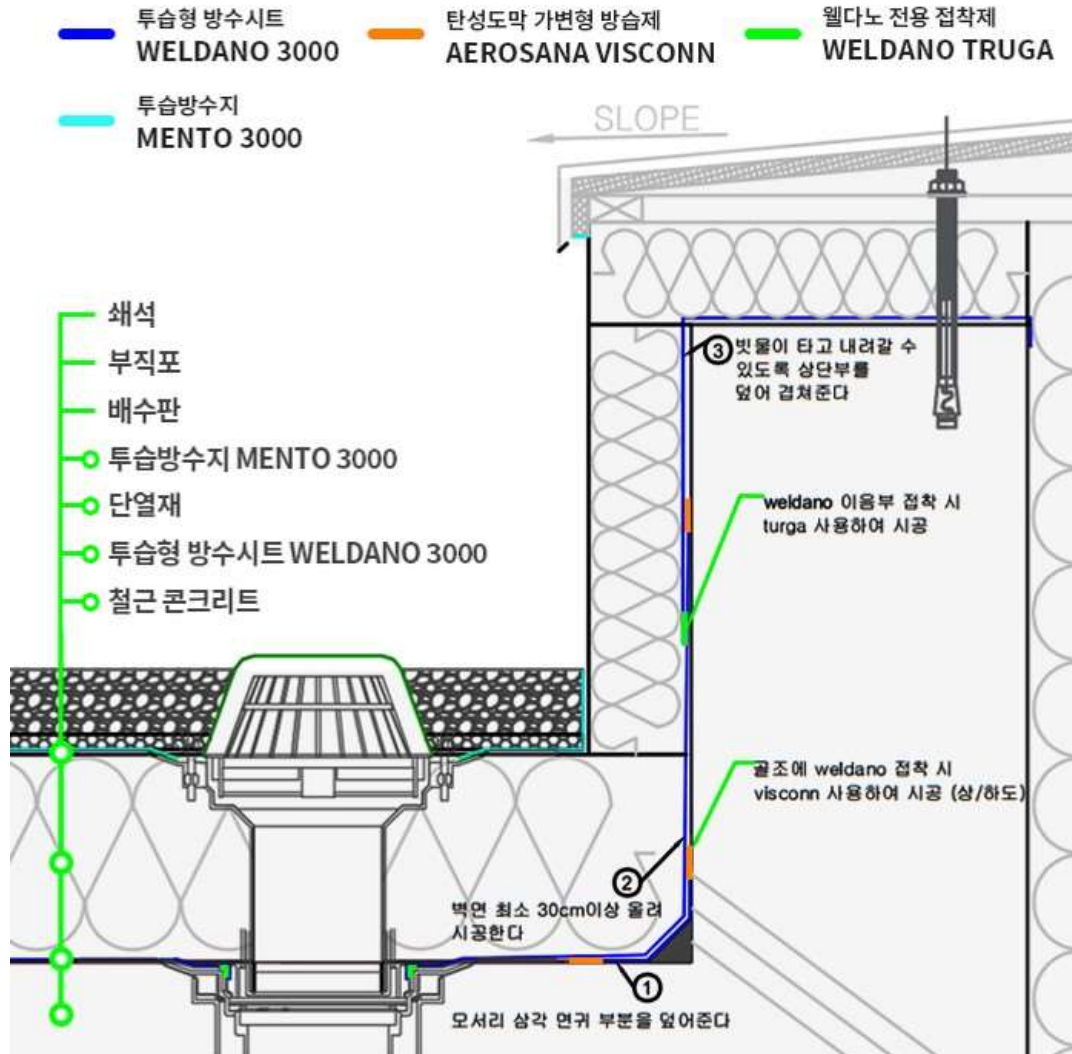 투습형 방수시트
WELDANO 3000
탄성도막 가변형 방습제
AEROSANA VISCONN
웰다노 전용 접착제
WELDANO TRUGA
투습방수지
MENTO 3000
SLOPE
쇄석
부직포
배수판
투습방수지 MENTO 3000
단열재
투습형 방수시트 WELDANO 3000
철근 콘크리트
③ 빗물이 타고 내려갈 수
있도록 상단부를
덮어 겹쳐준다
weldano 이음부 접착 시
turga 사용하여 시공
골조에 weldano 접착 시
visconn 사용하여 시공 (상/하도)
②
벽면 최소 30cm이상 올려
시공한다
①
모서리 삼각 연귀 부분을 덮어준다